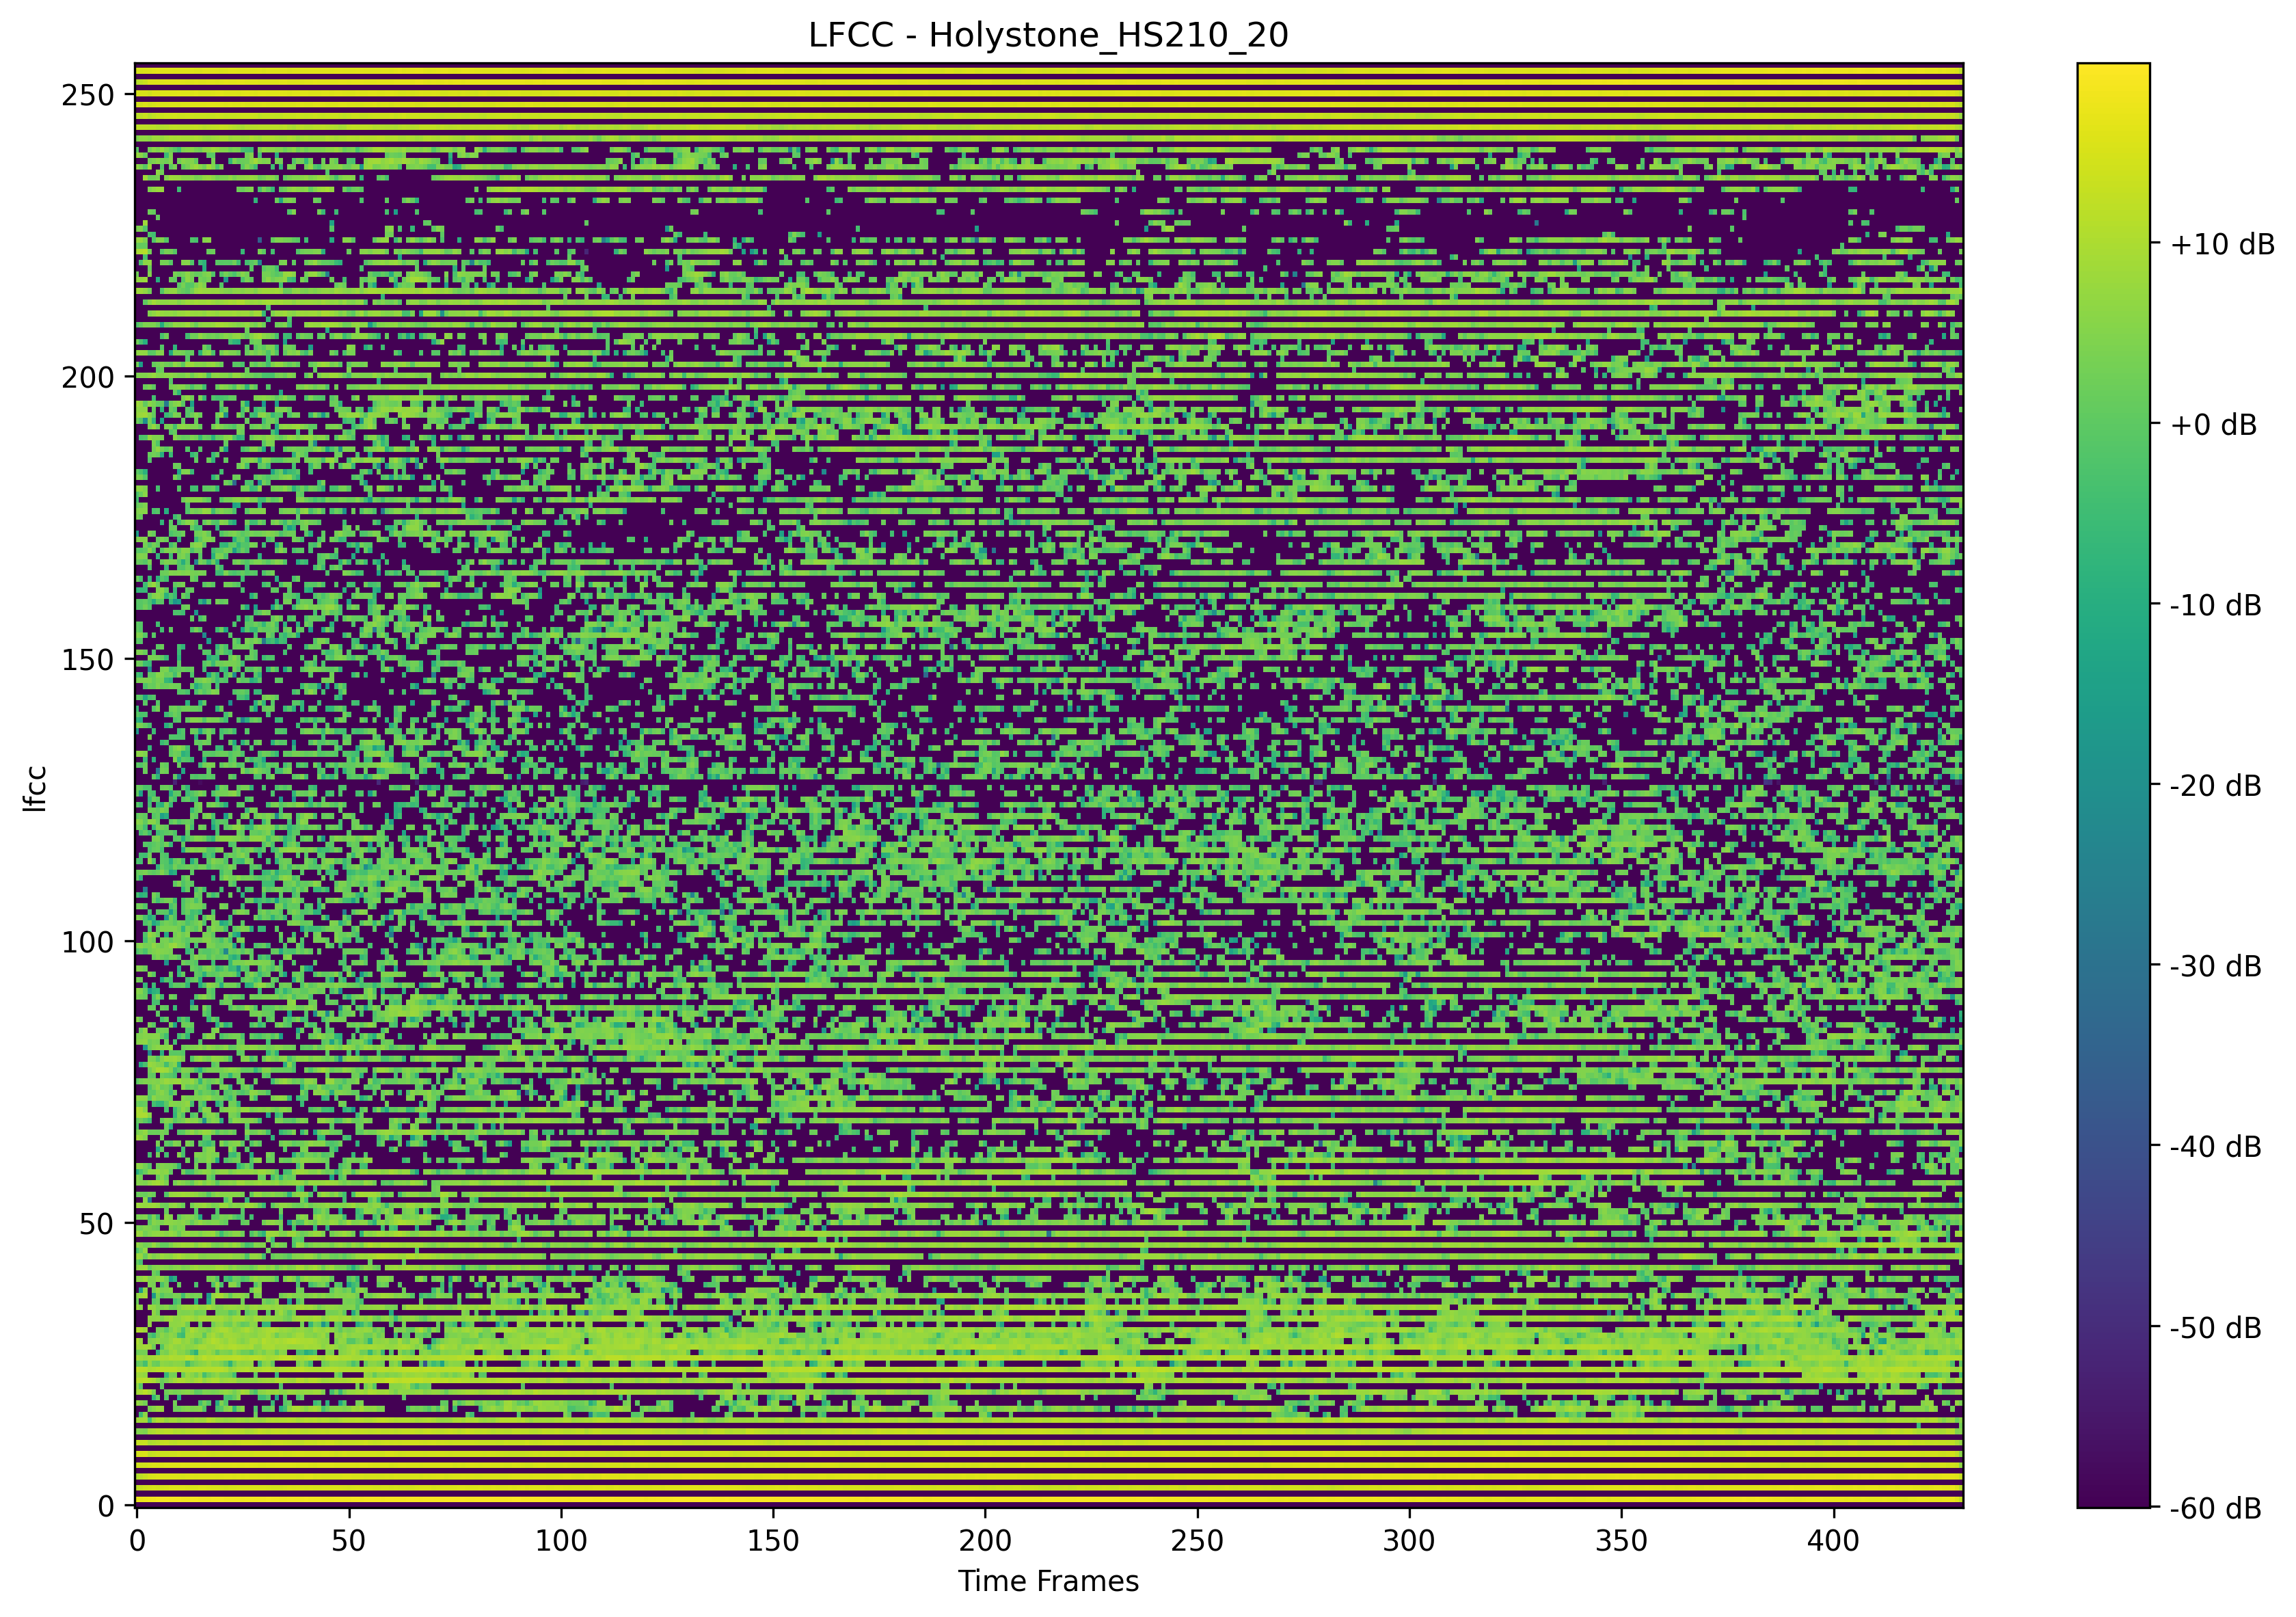 LFCC - Holystone_HS210_20
lfcc
250
200
150
100
50
0
0 50 100 150 200 250 300 350 400
Time Frames
+10 dB
+0 dB
-10 dB
-20 dB
-30 dB
-40 dB
-50 dB
-60 dB